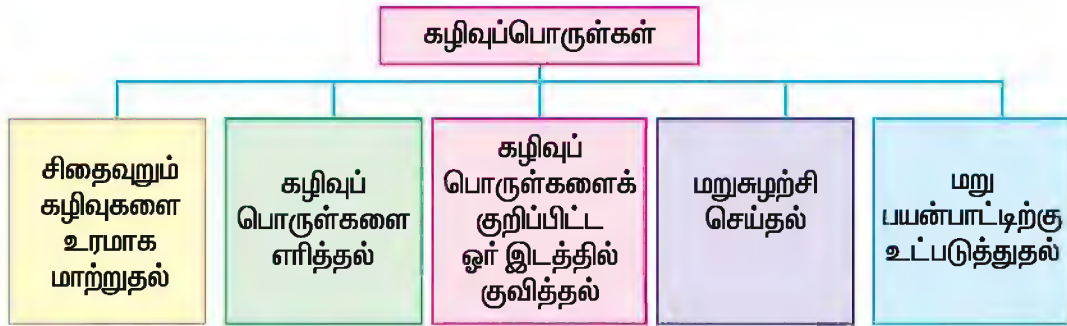 கழிவுப்பொருள்கள்
சிதைவுறும்
கழிவுகளை
உரமாக
மாற்றுதல்
கழிவுப்
பொருள்களை
எரித்தல்
கழிவுப்
பொருள்களைக்
குறிப்பிட்ட
ஓர் இடத்தில்
குவித்தல்
மறுசுழற்சி
செய்தல்
மறு
பயன்பாட்டிற்கு
உட்படுத்துதல்